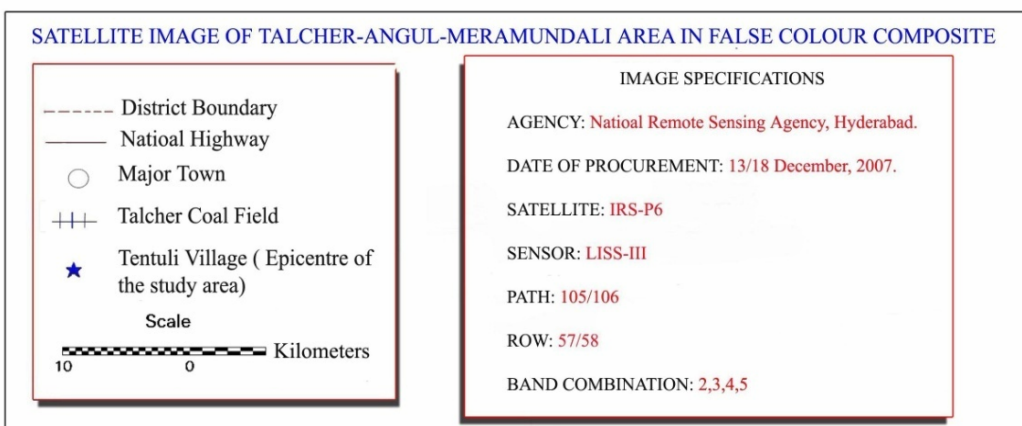 SATELLITE IMAGE OF TALCHER-ANGUL-MERAMUNDALI AREA IN FALSE COLOUR COMPOSITE
District Boundary
Natioal Highway
Major Town
Talcher Coal Field
Tentuli Village ( Epicentre of
the study area)
Scale
Kilometers
10 0
IMAGE SPECIFICATIONS
AGENCY: Natioal Remote Sensing Agency, Hyderabad.
DATE OF PROCUREMENT: 13/18 December, 2007.
SATELLITE: IRS-P6
SENSOR: LISS-III
PATH: 105/106
ROW: 57/58
BAND COMBINATION: 2,3,4,5